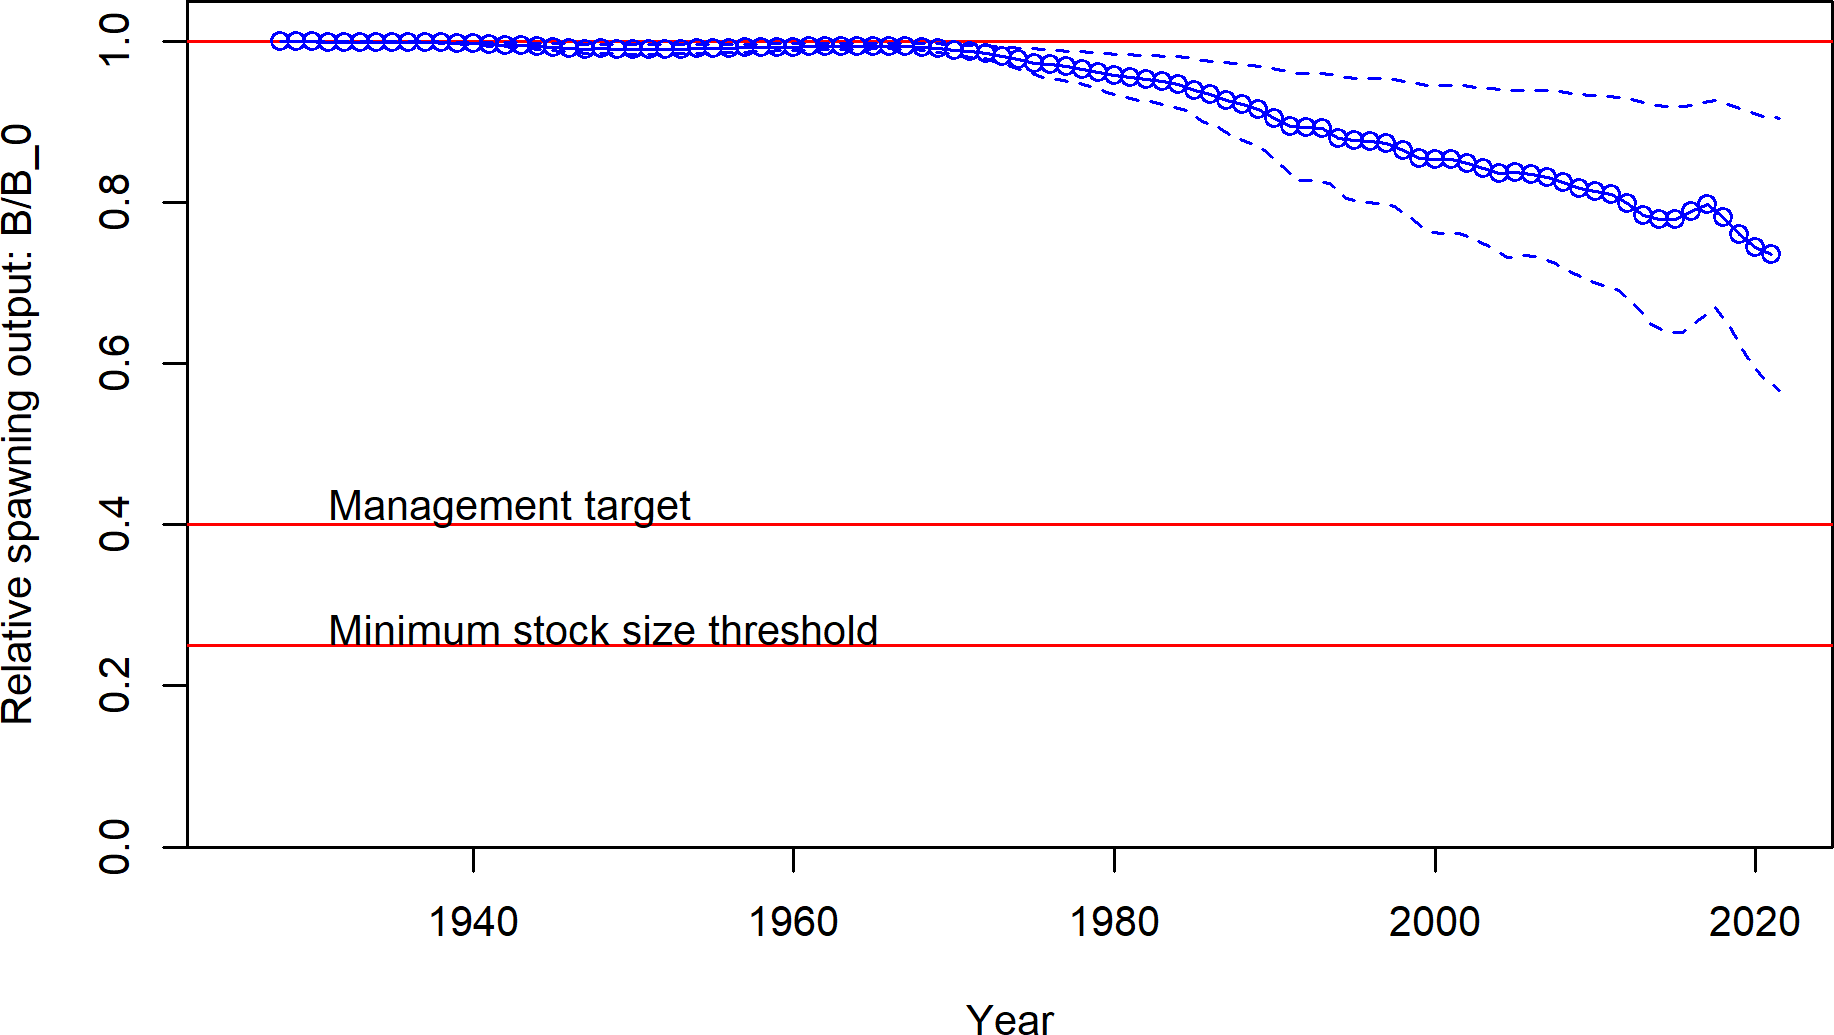 Relative spawning output: B/B_0
1.0
0.8
0.6
0.4
0.2
0.0
Management target
Minimum stock size threshold
1940 1960 1980 2000 2020
Year